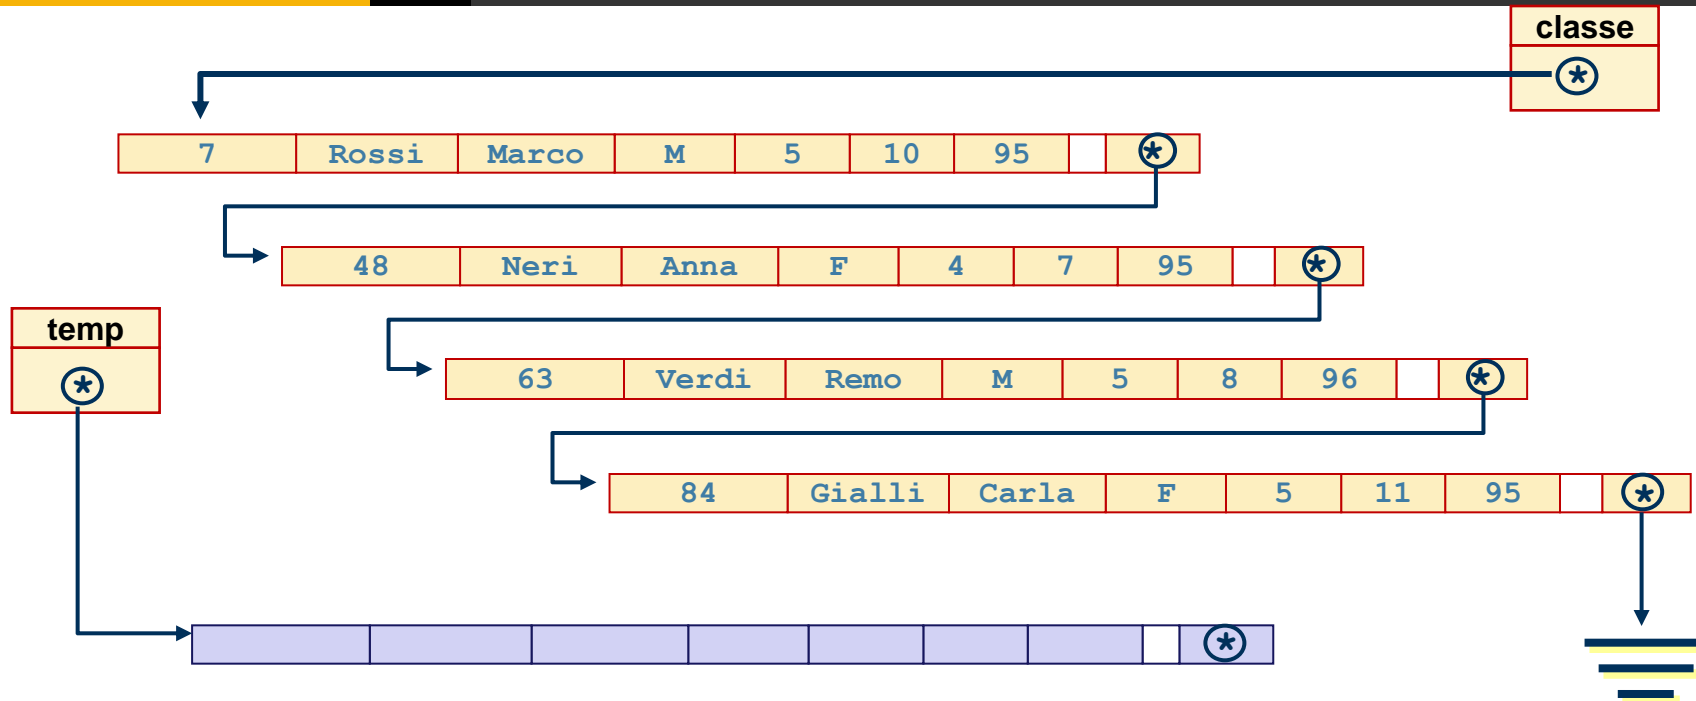 classe
*
7 Rossi Marco M 5 10 95 *
48 Neri Anna F 4 7 95 *
temp
63 Verdi Remo M 5 8 96 *
*
84 Gialli Carla F 5 11 95 *
*